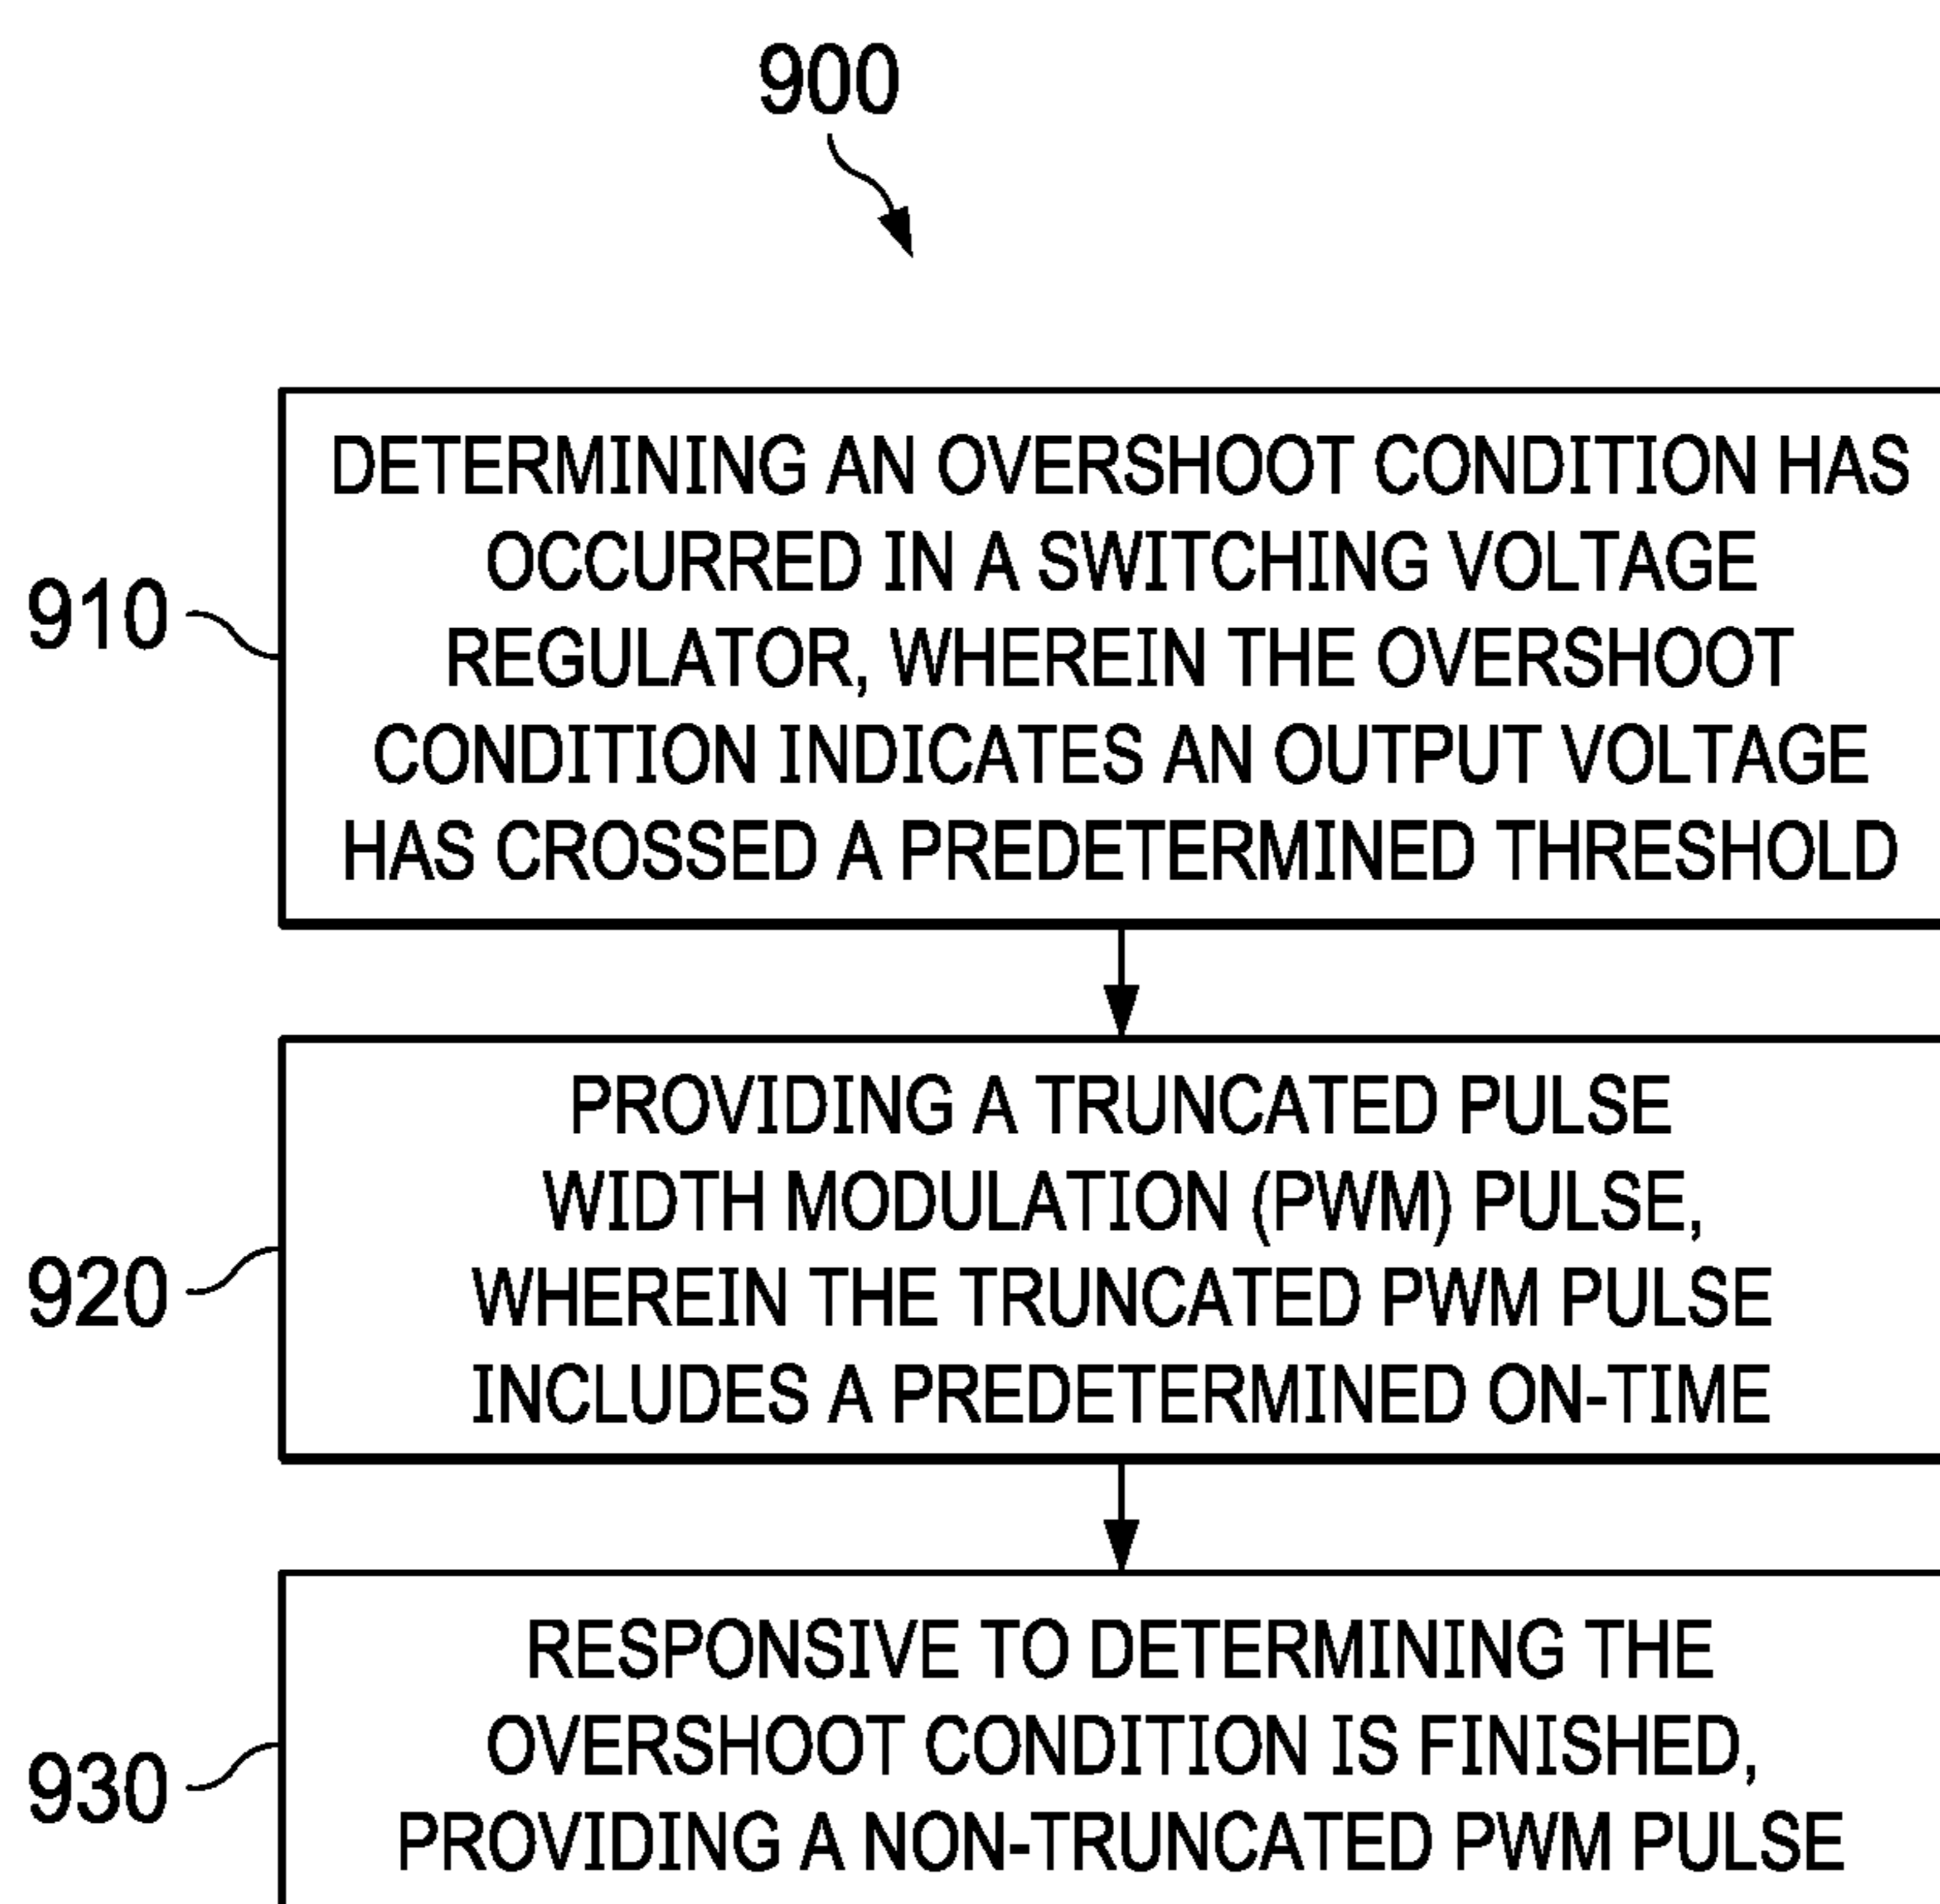 900
910
DETERMINING AN OVERSHOOT CONDITION HAS
OCCURRED IN A SWITCHING VOLTAGE
REGULATOR, WHEREIN THE OVERSHOOT
CONDITION INDICATES AN OUTPUT VOLTAGE
HAS CROSSED A PREDETERMINED THRESHOLD
920
PROVIDING A TRUNCATED PULSE
WIDTH MODULATION (PWM) PULSE,
WHEREIN THE TRUNCATED PWM PULSE
INCLUDES A PREDETERMINED ON-TIME
930
RESPONSIVE TO DETERMINING THE
OVERSHOOT CONDITION IS FINISHED,
PROVIDING A NON-TRUNCATED PWM PULSE